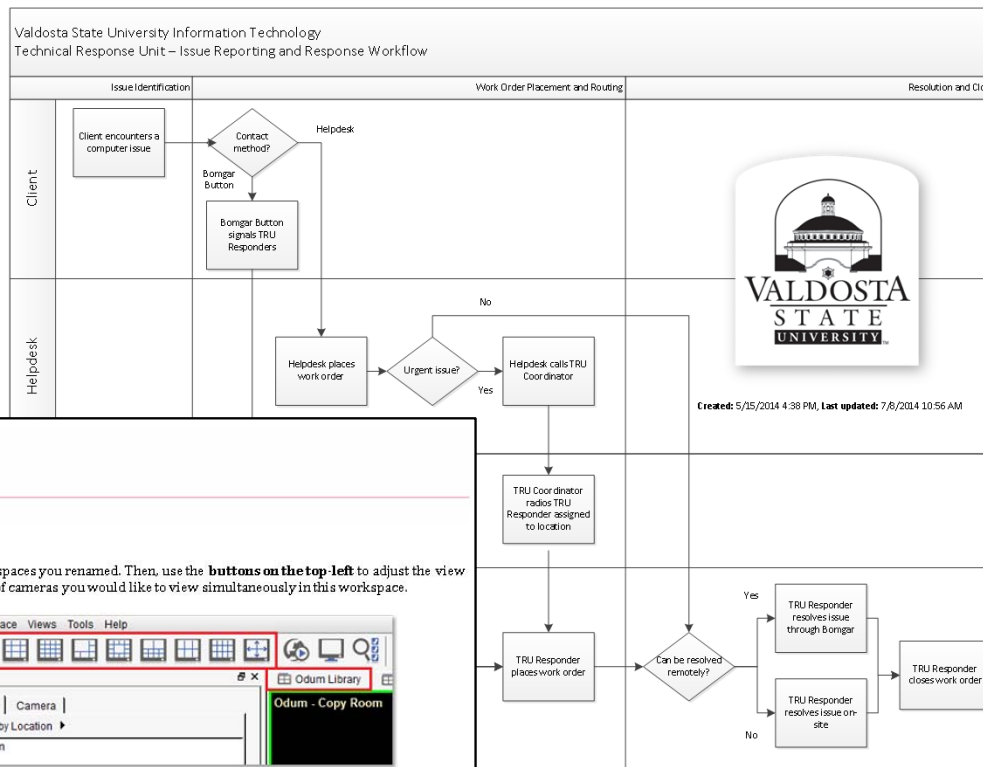 Valdosta State University Information Technology
Technical Response Unit – Issue Reporting and Response Workflow
Issue Identification
Work Order Placement and Routing
Resolution and Clo
Client
Client encounters a
computer issue
Contact
method?
Helpdesk
Bomgar
Button
Bomgar Button
signals TRU
Responders
VALDOSTA
STATE
UNIVERSITY
Helpdesk
Helpdesk places
work order
Urgent issue?
No
Yes
Helpdesk calls TRU
Coordinator
Created: 5/15/2014 4:38 PM, Last updated: 7/8/2014 10:56 AM
TRU Coordinator
radios TRU
Responder assigned
to location
TRU Responder
places work order
Can be resolved
remotely?
Yes
TRU Responder
resolves issue
through Bomgar
No
TRU Responder
resolves issue on-
site
TRU Responder
closes work order
spaces you renamed. Then, use the buttons on the top-left to adjust the view
of cameras you would like to view simultaneously in this workspace.
ace Views Tools Help
Odum Library
Camera
by Location
n
Odum - Copy Room